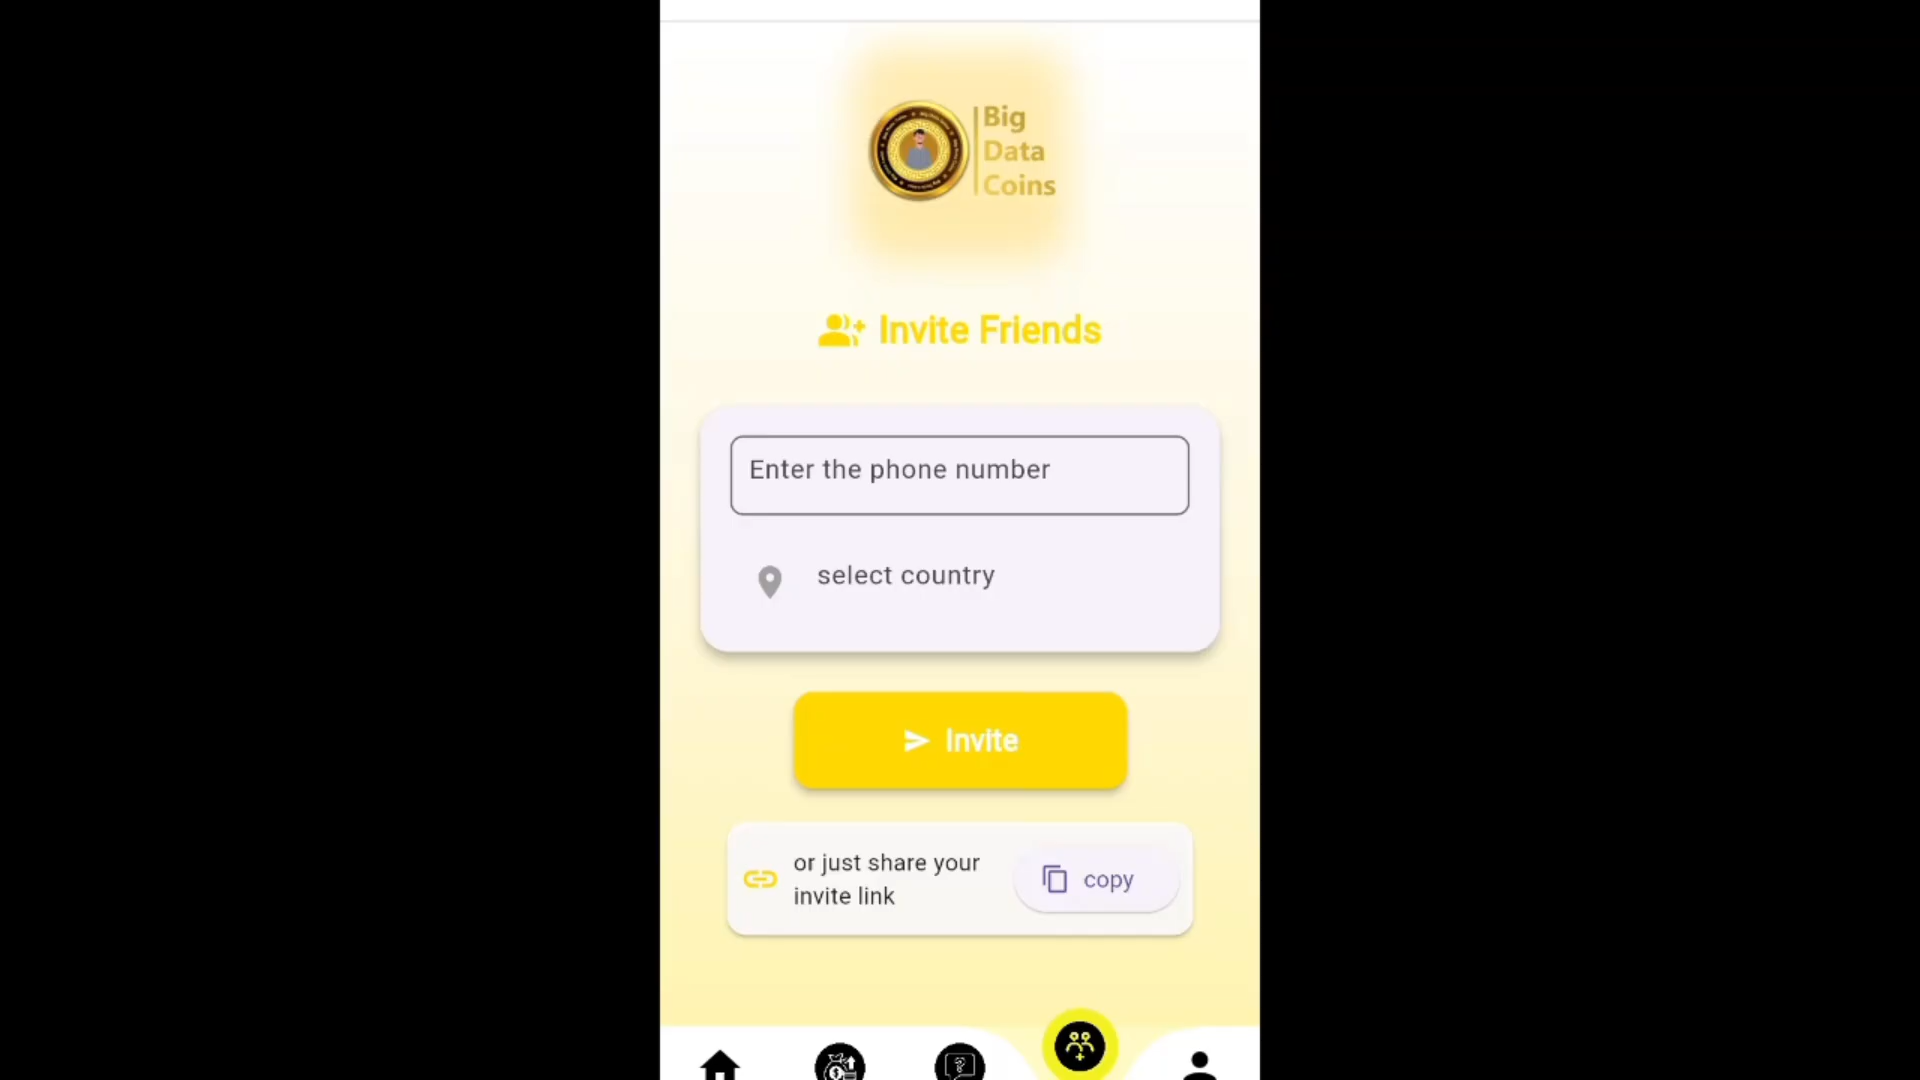 Big
Data
Coins
Invite Friends
Enter the phone number
select country
Invite
or just share your
invite link
copy